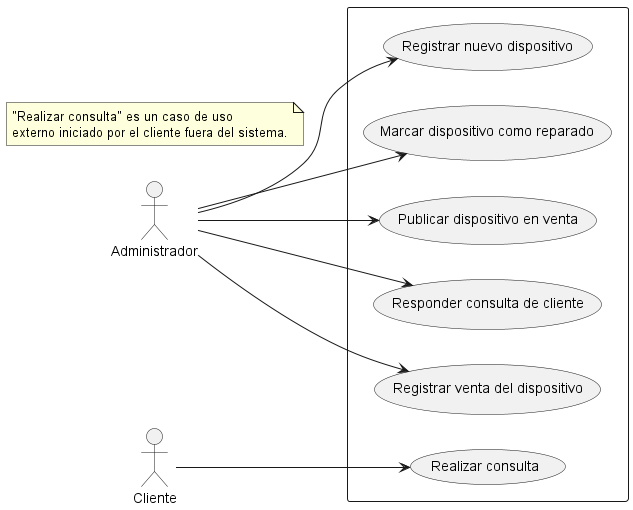 Registrar nuevo dispositivo
"Realizar consulta" es un caso de uso
externo iniciado por el cliente fuera del sistema.
Marcar dispositivo como reparado
Administrador
Publicar dispositivo en venta
Responder consulta de cliente
Registrar venta del dispositivo
Cliente
Realizar consulta